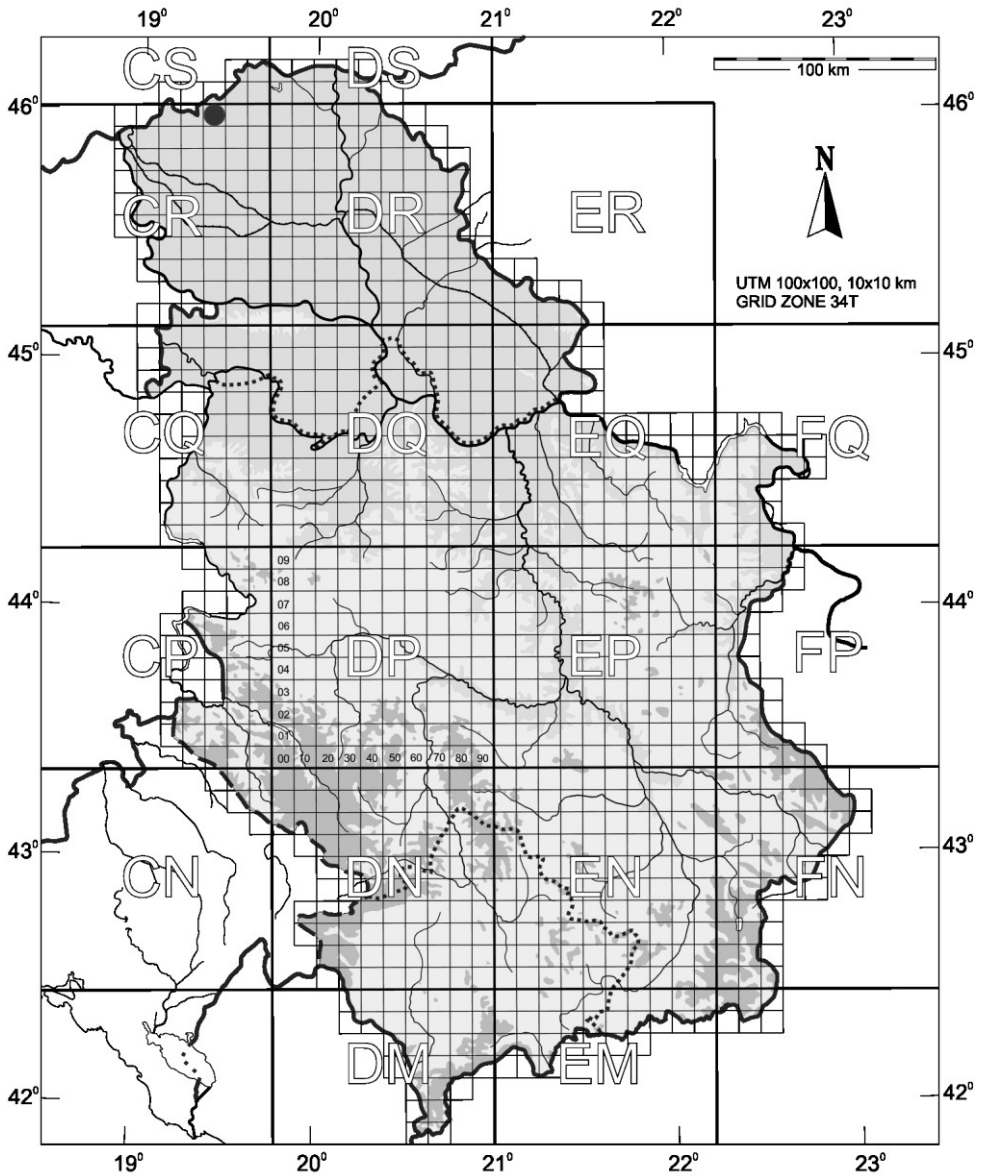 19° 20° 21° 22° 23°
CS DS
100 km
46° 46°
N
CR DR ER
UTM 100x100, 10x10 km
GRID ZONE 34T
45° 45°
CQ DQ EQ FQ
09
08
44° 44°
07
06
05
CP DP EP FP
04
03
02
01
00 10 20 30 40 50 60 70 80 90
43° 43°
CN DN EN FN
DM EM
42° 42°
19° 20° 21° 22° 23°